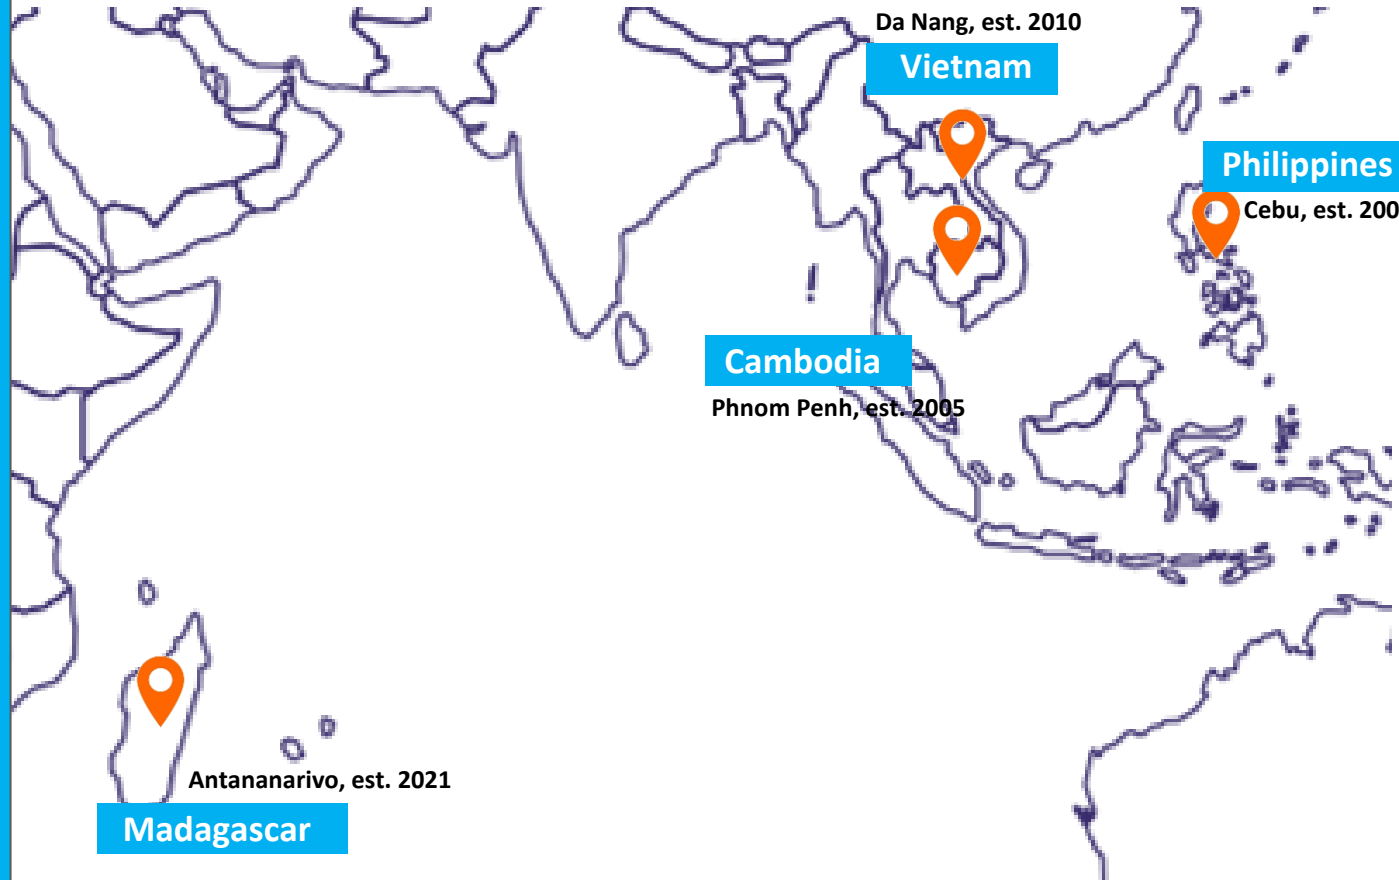 Da Nang, est. 2010
Vietnam
Philippines
Cebu, est. 200
Cambodia
Phnom Penh, est. 2005
Antananarivo, est. 2021
Madagascar